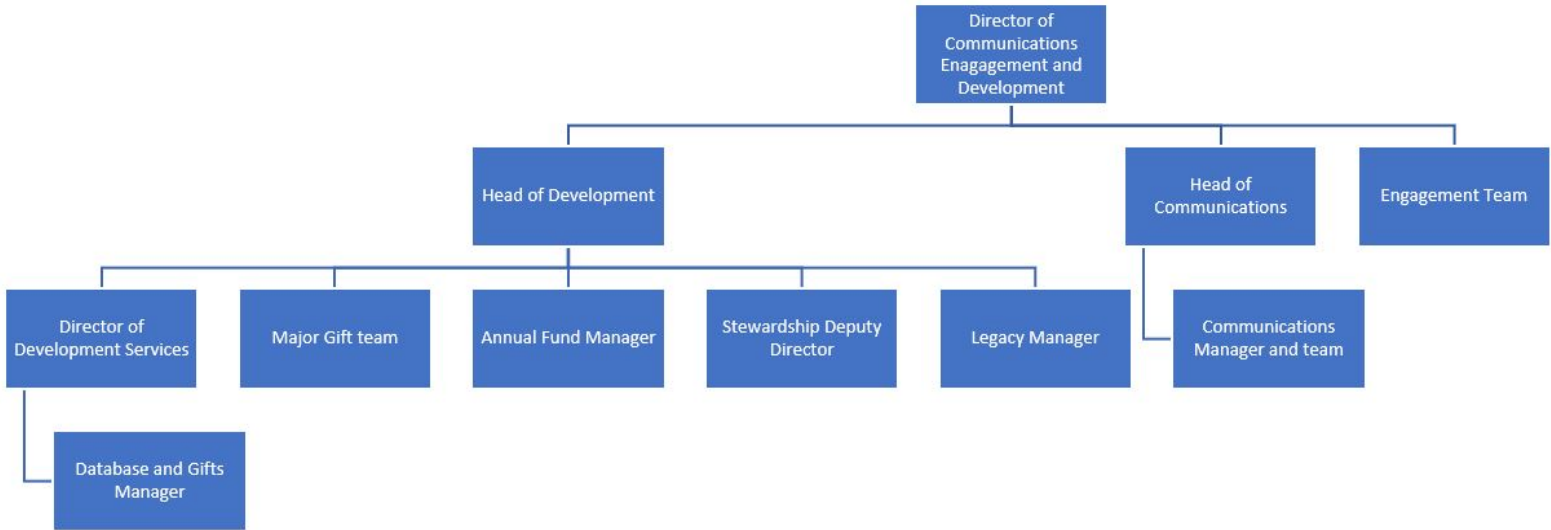 Director of
Communications
Enagagement and
Development
Head of Development
Head of
Communications
Engagement Team
Director of
Development Services
Major Gift team
Annual Fund Manager
Stewardship Deputy
Director
Legacy Manager
Communications
Manager and team
Database and Gifts
Manager